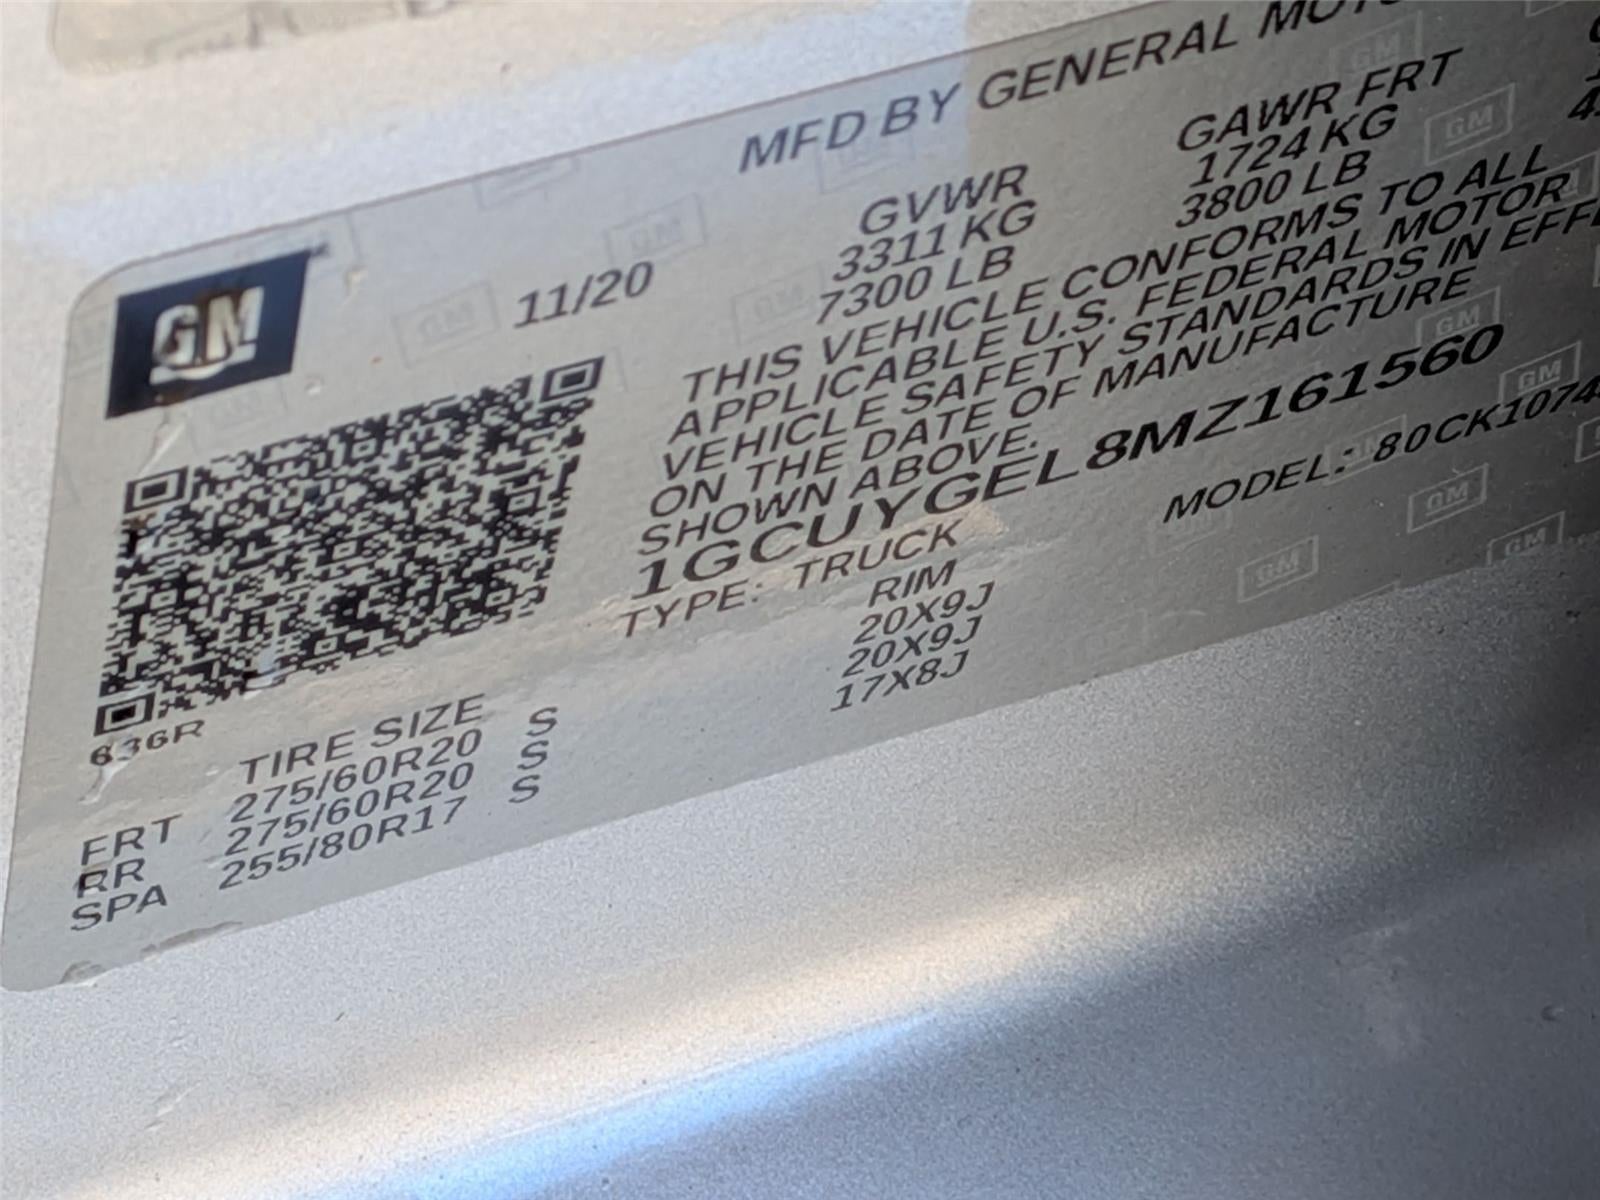 MFD BY GENERAL
GM
11/20
GVWR
3311 KG
7300 LB
GAWR FRT
1724 KG
3800 LB
THIS VEHICLE CONFORMS TO ALL
APPLICABLE U.S. FEDERAL MOTOR
VEHICLE SAFETY STANDARDS IN
ON THE DATE OF MANUFACTURE
SHOWN ABOVE.
1GCUYGEL8MZ161560
TYPE: TRUCK
MODEL: 80CK1074
636R
TIRE SIZE RIM
FRT 275/60R20 S 20X9J
RR 275/60R20 S 20X9J
SPA 255/80R17 S 17X8J